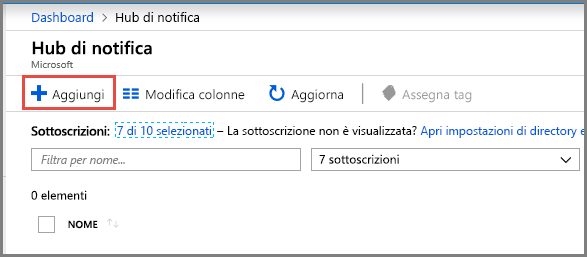 Dashboard > Hub di notifica
Hub di notifica
Microsoft
Aggiungi Modifica colonne Aggiorna Assegna tag
Sottoscrizioni: 7 di 10 selezionati – La sottoscrizione non è visualizzata? Apri impostazioni di directory e
Filtra per nome... 7 sottoscrizioni
0 elementi
NOME